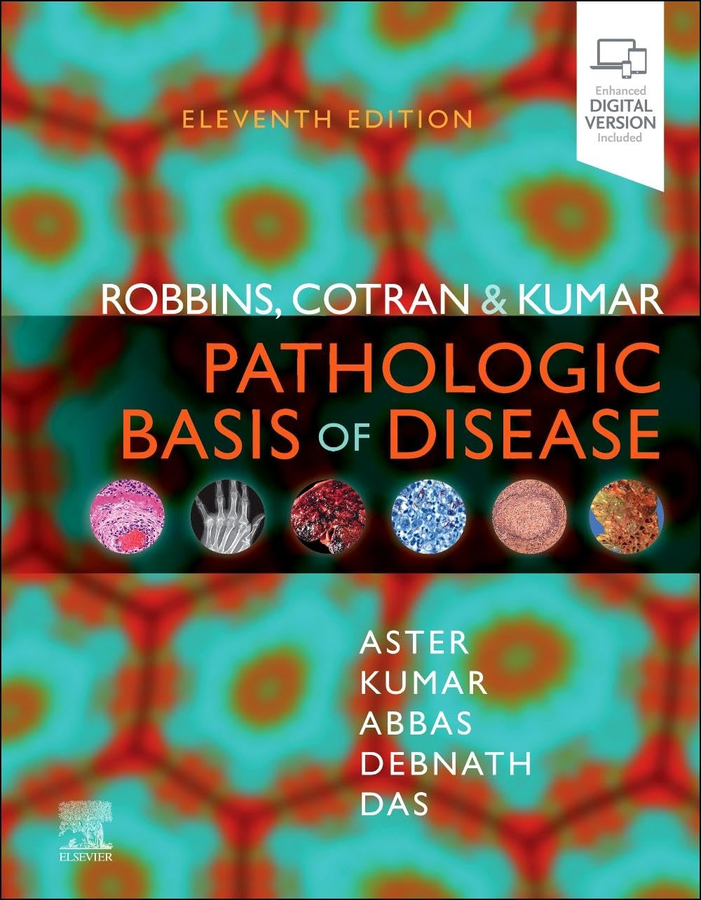 Enhanced
DIGITAL
VERSION
Included
ELEVENTH EDITION
ROBBINS, COTRAN & KUMAR
PATHOLOGIC
BASIS OF DISEASE
ASTER
KUMAR
ABBAS
DEBNATH
DAS
ELSEVIER